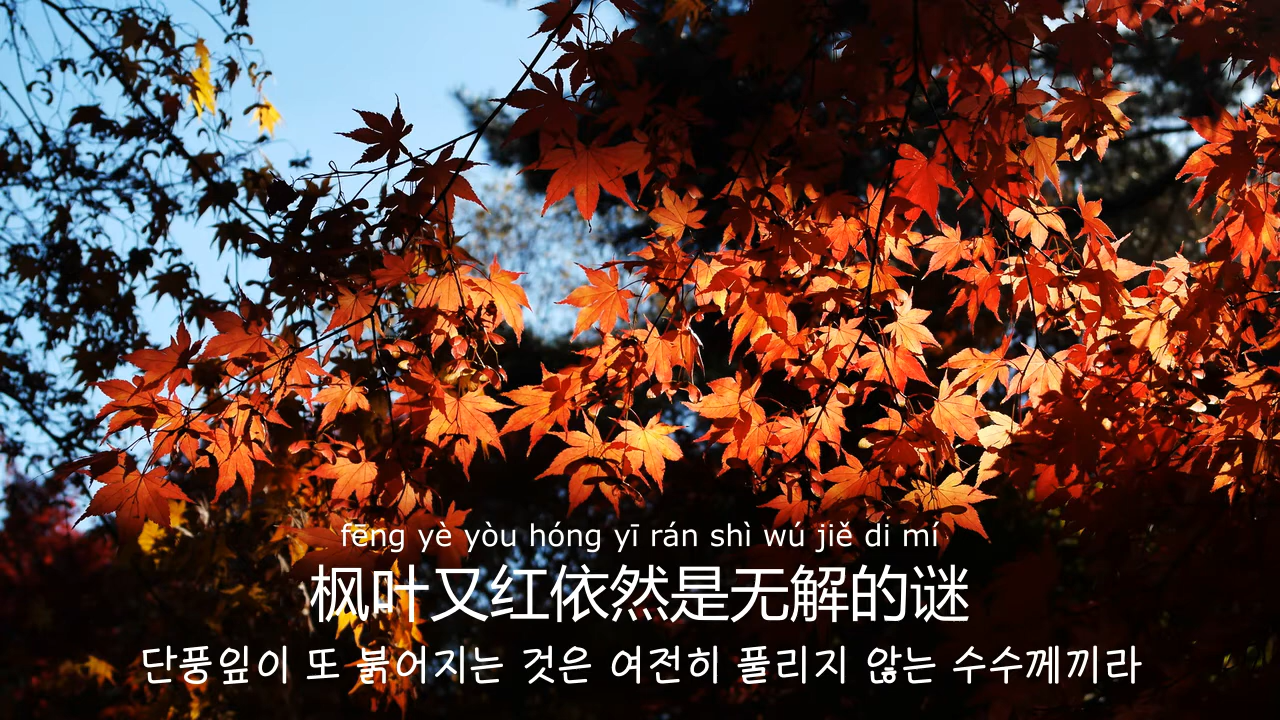 fēng yè yòu hóng yī rán shì wú jiě di mí
枫叶又红依然是无解的谜
단풍잎이 또 붉어지는 것은 여전히 풀리지 않는 수수께끼라